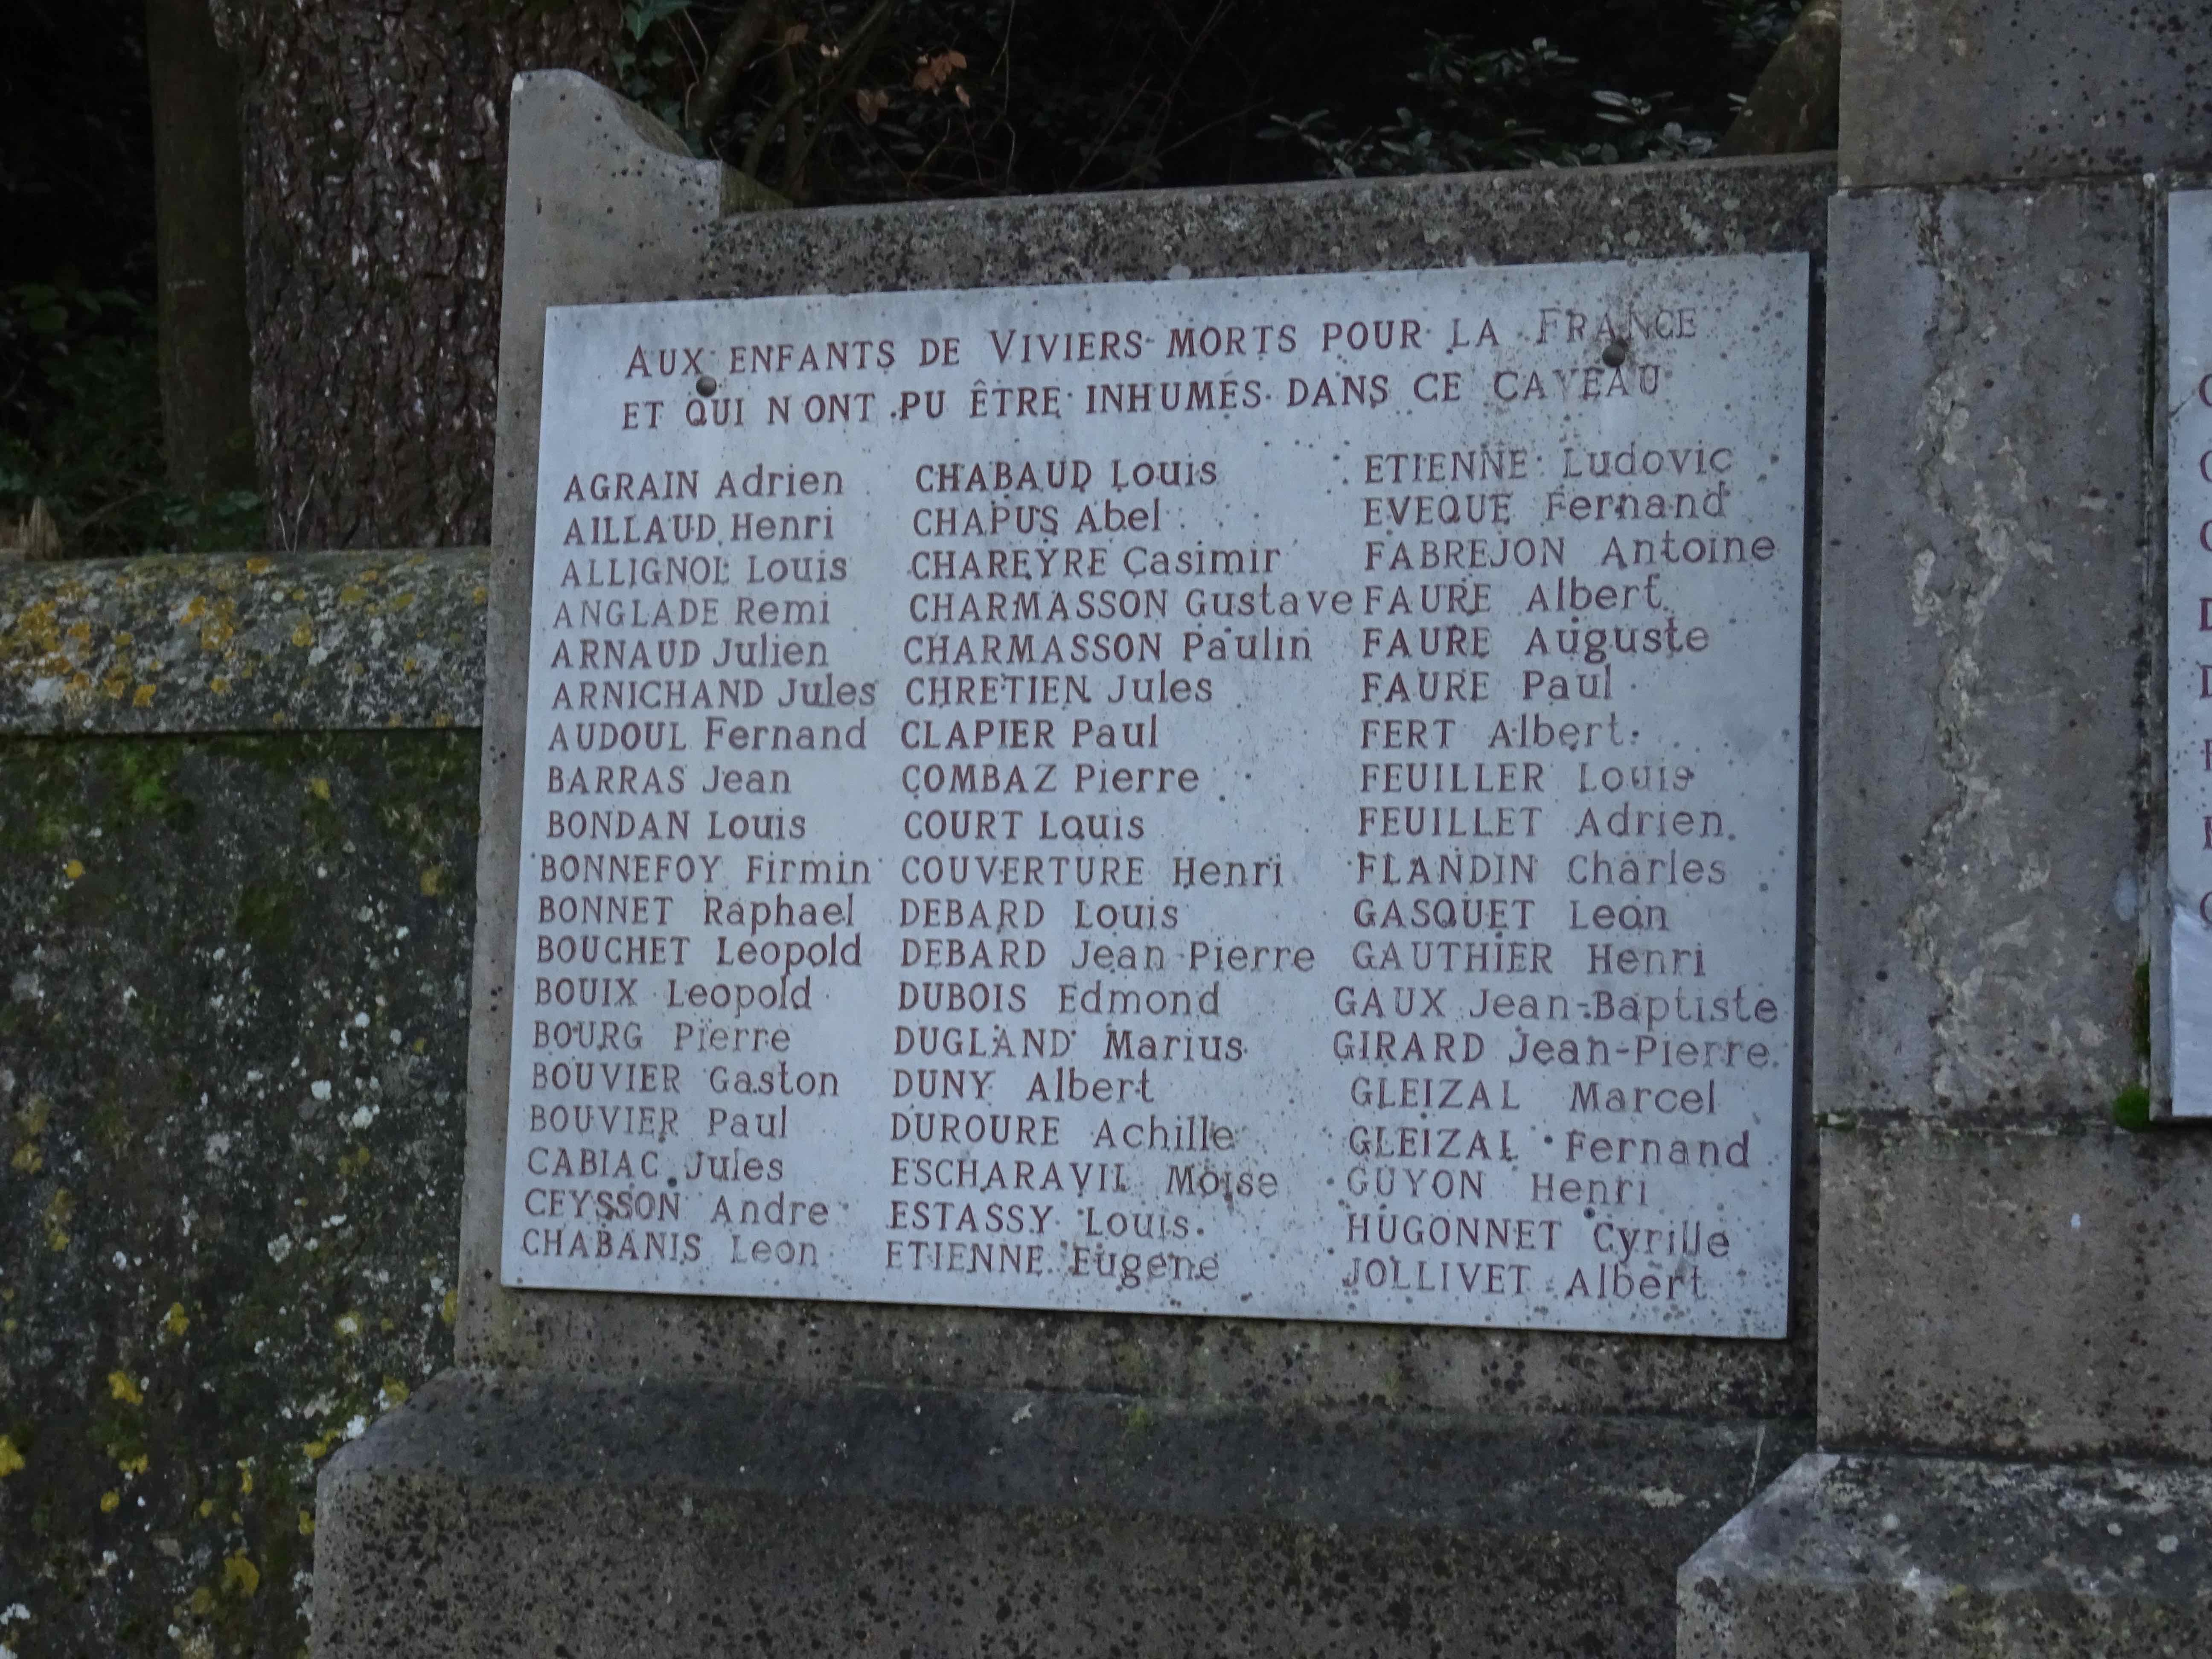 AUX ENFANTS DE VIVIERS MORTS POUR LA FRANCE
ET QUI N ONT PU ÊTRE INHUMÉS DANS CE CAVEAU
AGRAIN Adrien
AILLAUD Henri
ALLIGNOL Louis
ANGLADE Remi
ARNAUD Julien
ARNICHAND Jules
AUDOUL Fernand
BARRAS Jean
BONDAN Louis
BONNEFOY Firmin
BONNET Raphael
BOUCHET Leopold
BOUIX Leopold
BOURG Pierre
BOUVIER Gaston
BOUVIER Paul
CABIAC Jules
CEYSSON Andre
CHABANIS Leon
CHABAUD Louis
CHAPUS Abel
CHAREYRE Casimir
CHARMASSON Gustave
CHARMASSON Paulin
CHRETIEN Jules
CLAPIER Paul
COMBAZ Pierre
COURT Louis
COUVERTURE Henri
DEBARD Louis
DEBARD Jean Pierre
DUBOIS Edmond
DUGLAND Marius
DUNY Albert
DUROURE Achille
ESCHARAVIL Moise
ESTASSY Louis
ETIENNE Eugene
ETIENNE Ludovic
EVEQUE Fernand
FABREJON Antoine
FAURE Albert
FAURE Auguste
FAURE Paul
FERT Albert
FEUILLER Louis
FEUILLET Adrien
FLANDIN Charles
GASQUET Leon
GAUTHIER Henri
GAUX Jean-Baptiste
GIRARD Jean-Pierre
GLEIZAL Marcel
GLEIZAL Fernand
GUYON Henri
HUGONNET Cyrille
JOLLIVET Albert